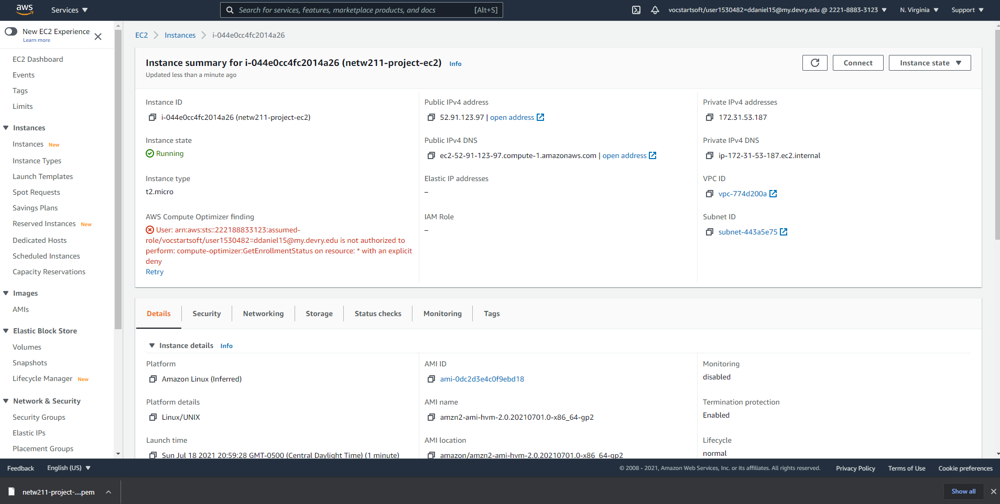 aws
Services
Search for services, features, marketplace products, and docs [Alt+S]
vocstartsoft/user1530482=ddaniel15@my.devry.edu @ 2221-8883-3123
N. Virginia
Support
New EC2 Experience
Learn more
EC2 Dashboard
Events
Tags
Limits
Instances
Instances New
Instance Types
Launch Templates
Spot Requests
Savings Plans
Reserved Instances New
Dedicated Hosts
Scheduled Instances
Capacity Reservations
Images
AMIs
Elastic Block Store
Volumes
Snapshots
Lifecycle Manager New
Network & Security
Security Groups
Elastic IPs
Placement Groups
EC2 > Instances > i-044e0cc4fc2014a26
Instance summary for i-044e0cc4fc2014a26 (netw211-project-ec2) Info
Updated less than a minute ago
Connect
Instance state
Instance ID
i-044e0cc4fc2014a26 (netw211-project-ec2)
Public IPv4 address
52.91.123.97 | open address
Private IPv4 addresses
172.31.53.187
Instance state
Running
Public IPv4 DNS
ec2-52-91-123-97.compute-1.amazonaws.com | open address
Private IPv4 DNS
ip-172-31-53-187.ec2.internal
Instance type
t2.micro
Elastic IP addresses
–
VPC ID
vpc-774d200a
AWS Compute Optimizer finding
User: arn:aws:sts::222188833123:assumed-
role/vocstartsoft/user1530482=ddaniel15@my.devry.edu is not authorized to
perform: compute-optimizer:GetEnrollmentStatus on resource: * with an explicit
deny
Retry
IAM Role
–
Subnet ID
subnet-443a5e75
Details
Security
Networking
Storage
Status checks
Monitoring
Tags
Instance details Info
Platform
Amazon Linux (Inferred)
AMI ID
ami-0dc2d3e4c0f9ebd18
Monitoring
disabled
Platform details
Linux/UNIX
AMI name
amzn2-ami-hvm-2.0.20210701.0-x86_64-gp2
Termination protection
Enabled
Launch time
Sun Jul 18 2021 20:59:28 GMT-0500 (Central Daylight Time) (1 minute)
AMI location
amazon/amzn2-ami-hvm-2.0.20210701.0-x86_64-gp2
Lifecycle
normal
Feedback
English (US)
© 2008 - 2021, Amazon Web Services, Inc. or its affiliates. All rights reserved.
Privacy Policy
Terms of Use
Cookie preferences
netw211-project-....pem
Show all